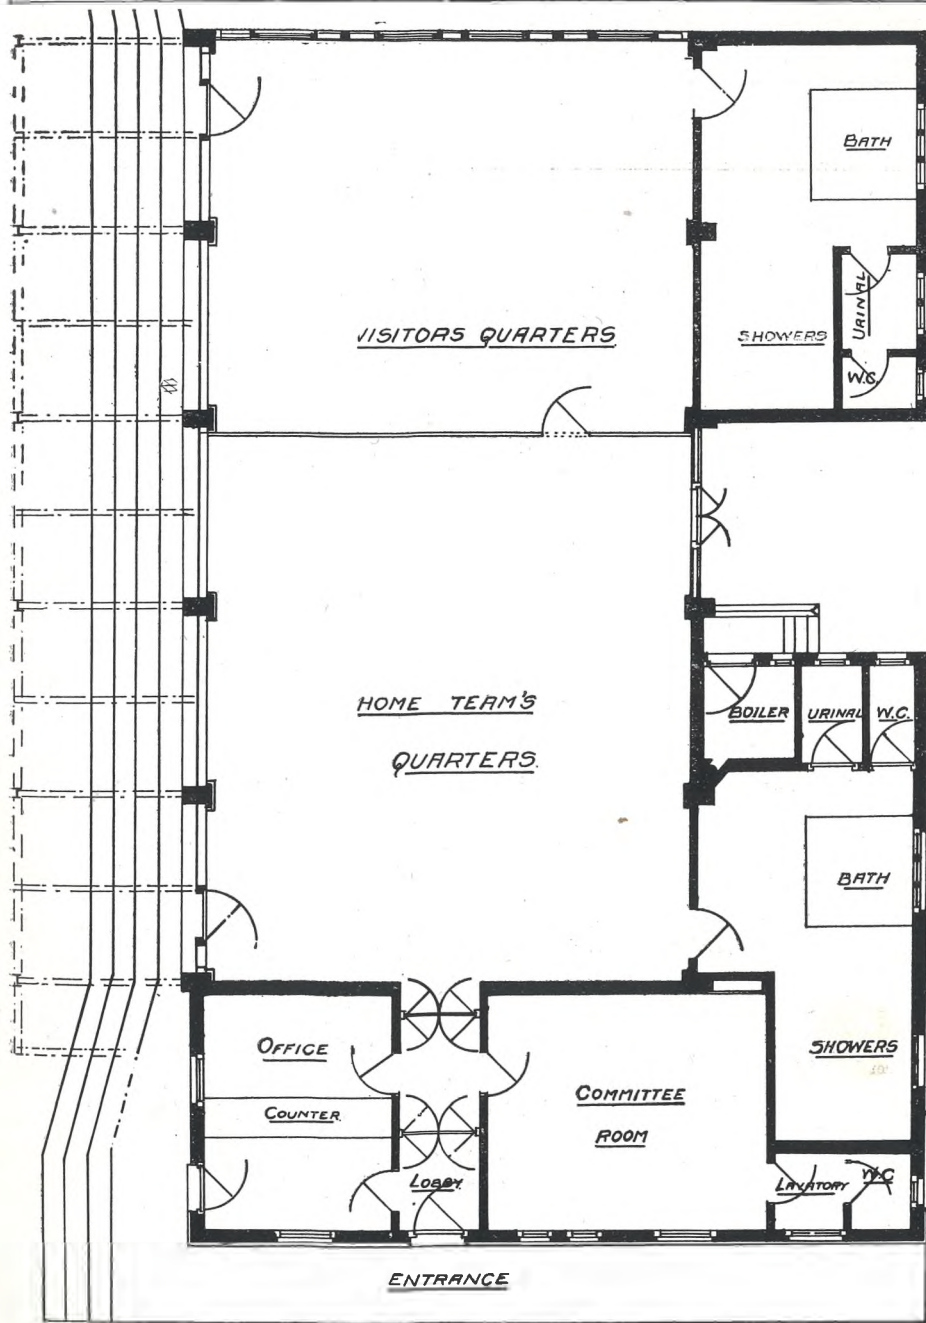 BATH
VISITORS QUARTERS
SHOWERS
URINAL
W.C.
HOME TEAM'S
QUARTERS.
BOILER
URINAL
W.C.
BATH
OFFICE
SHOWERS
COUNTER
COMMITTEE
ROOM
LOBBY
LAVATORY
W.C
ENTRANCE